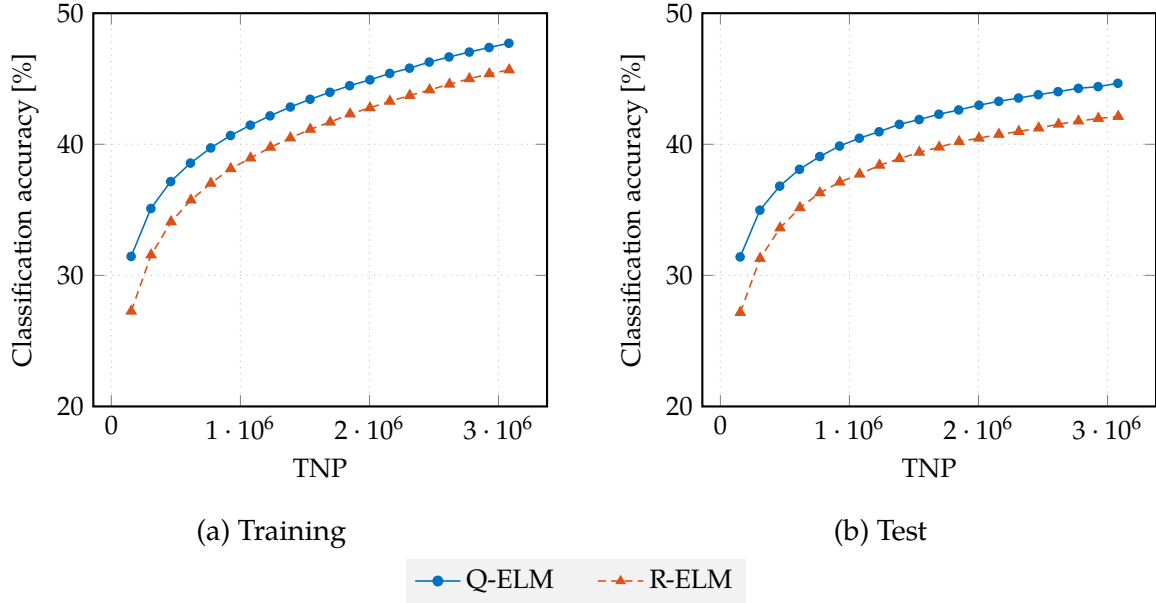 Classification accuracy [%]
50
40
30
20
0
1 · 10⁶
2 · 10⁶
3 · 10⁶
TNP
(a) Training
Classification accuracy [%]
50
40
30
20
0
1 · 10⁶
2 · 10⁶
3 · 10⁶
TNP
(b) Test
Q-ELM
R-ELM